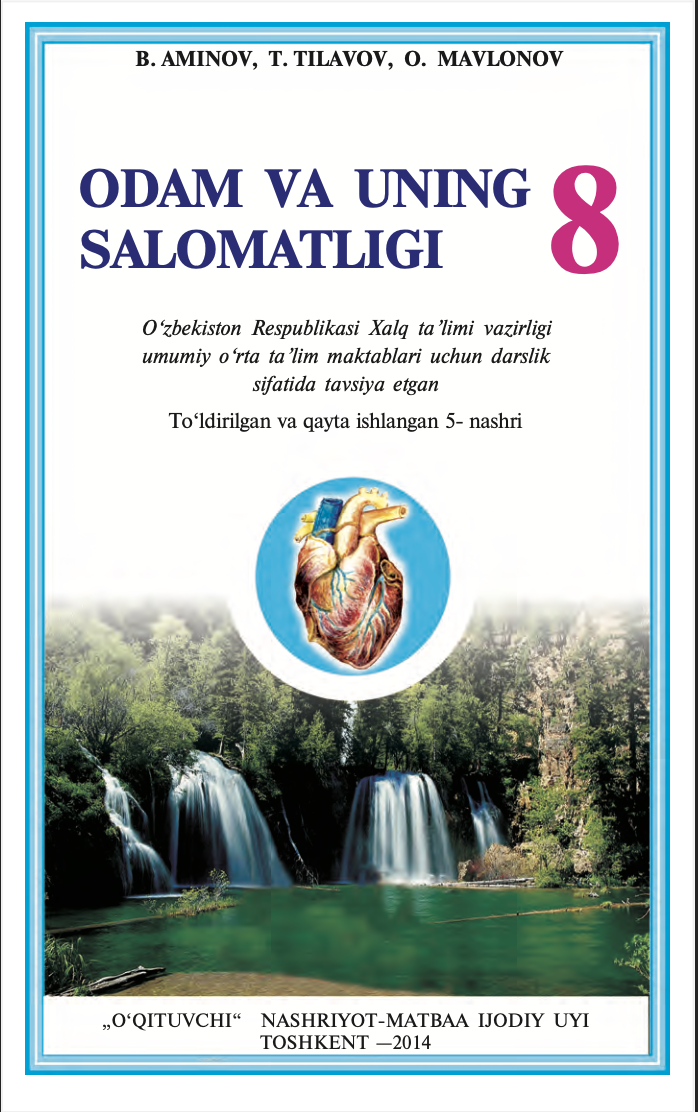 B. AMINOV, T. TILAVOV, O. MAVLONOV
ODAM VA UNING 8
SALOMATLIGI
O‘zbekiston Respublikasi Xalq ta’limi vazirligi
umumiy o‘rta ta’lim maktablari uchun darslik
sifatida tavsiya etgan
To‘ldirilgan va qayta ishlangan 5- nashri
„O‘QITUVCHI“ NASHRIYOT-MATBAA IJODIY UYI
TOSHKENT —2014